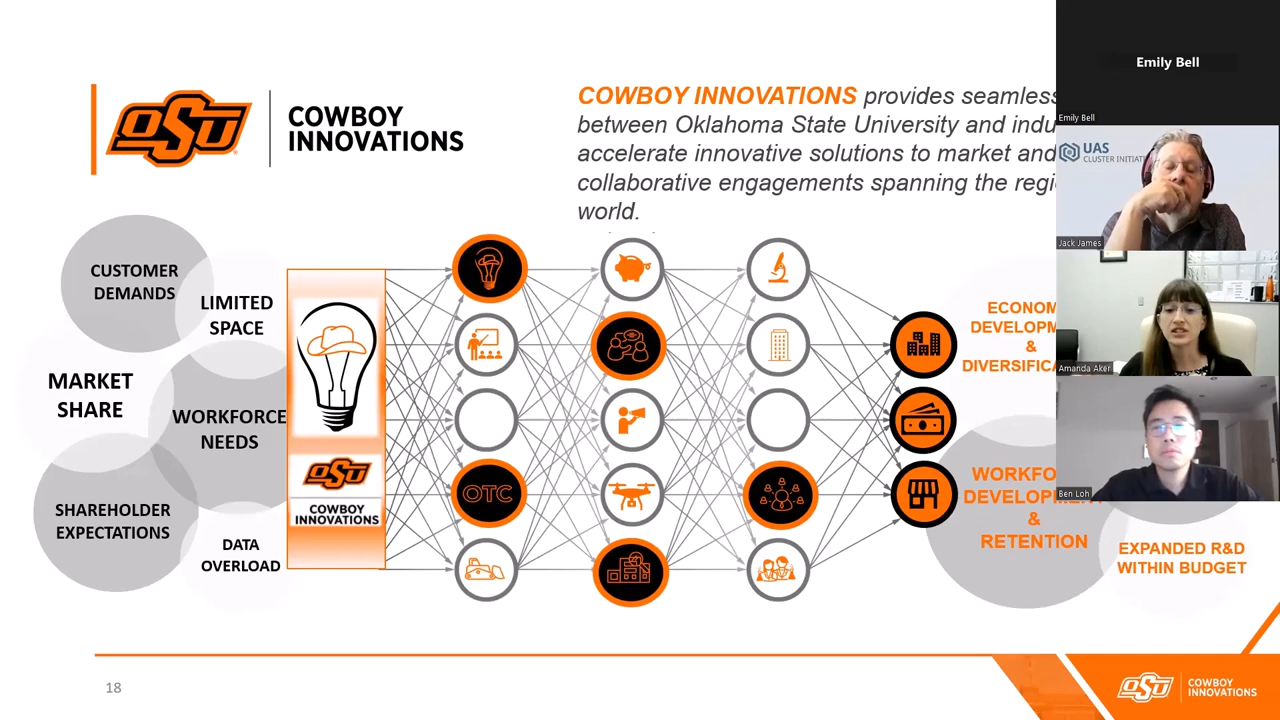 OSU
COWBOY
INNOVATIONS
COWBOY INNOVATIONS provides seamless
between Oklahoma State University and indu
accelerate innovative solutions to market and
collaborative engagements spanning the regi
world.
CUSTOMER
DEMANDS
LIMITED
SPACE
MARKET
SHARE
WORKFORCE
NEEDS
SHAREHOLDER
EXPECTATIONS
DATA
OVERLOAD
OSU
COWBOY
INNOVATIONS
OTC
ECONOM
DEVELOPM
&
DIVERSIFICA
WORKFO
DEVELOPMENT
&
RETENTION
EXPANDED R&D
WITHIN BUDGET
18
OSU
COWBOY
INNOVATIONS
Emily Bell
Emily Bell
UAS
CLUSTER INITIAT
Jack James
Amanda Aker
Ben Loh